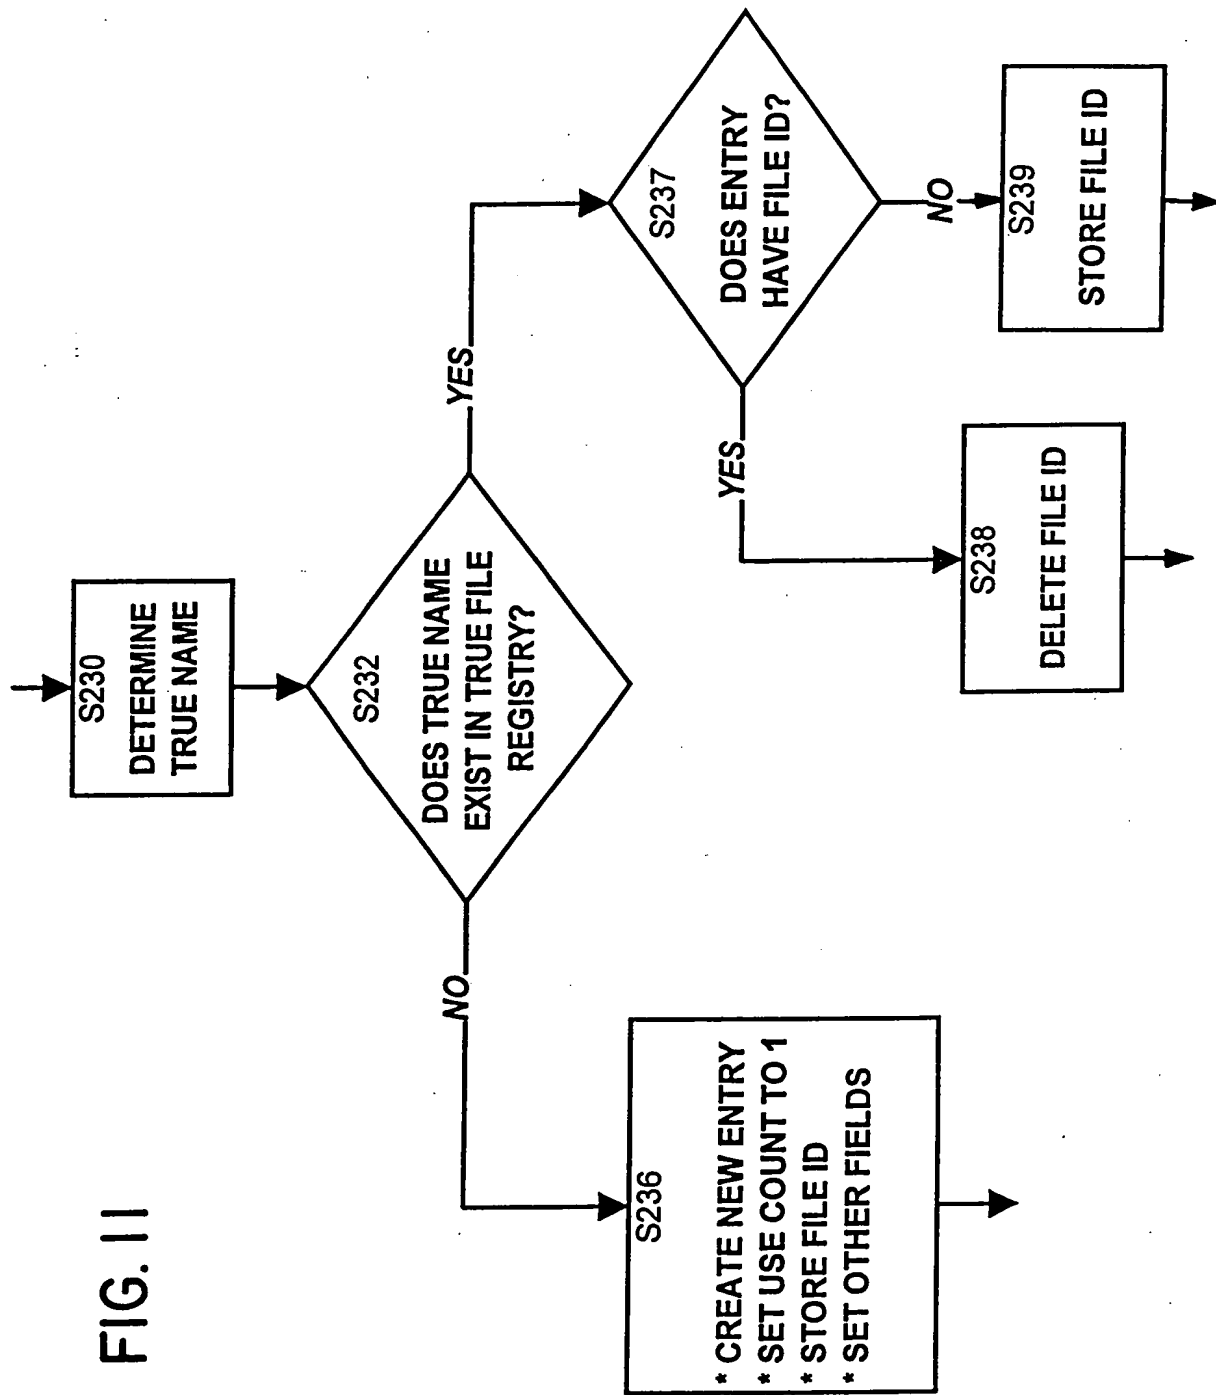 FIG. 11
S230
DETERMINE
TRUE NAME
S232
DOES TRUE NAME
EXIST IN TRUE FILE
REGISTRY?
NO
YES
S236
* CREATE NEW ENTRY
* SET USE COUNT TO 1
* STORE FILE ID
* SET OTHER FIELDS
S237
DOES ENTRY
HAVE FILE ID?
YES
NO
S238
DELETE FILE ID
S239
STORE FILE ID